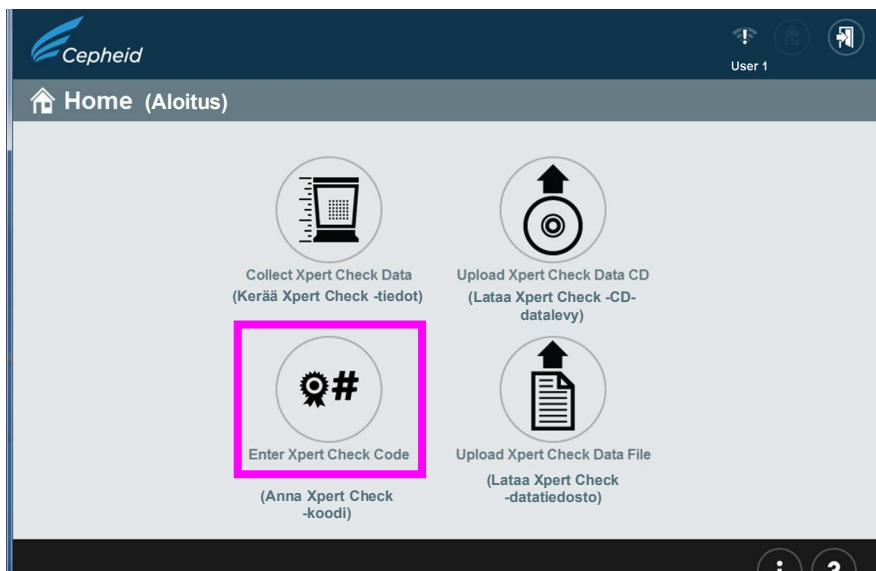 Cepheid
User 1
Home (Aloitus)
Collect Xpert Check Data
(Kerää Xpert Check -tiedot)
Upload Xpert Check Data CD
(Lataa Xpert Check -CD-
datalevy)
#
Enter Xpert Check Code
(Anna Xpert Check
-koodi)
Upload Xpert Check Data File
(Lataa Xpert Check
-datatiedosto)
i ?